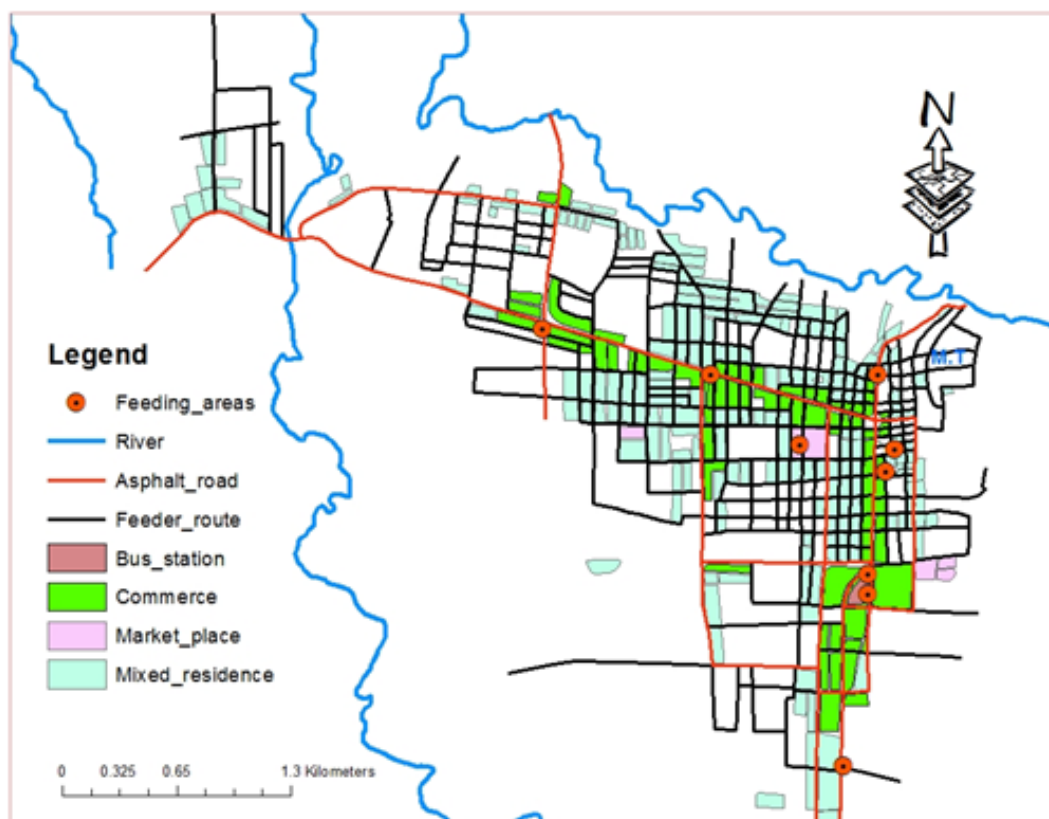 N
M.T
Legend
Feeding_areas
River
Asphalt_road
Feeder_route
Bus_station
Commerce
Market_place
Mixed_residence
0 0.325 0.65 1.3 Kilometers